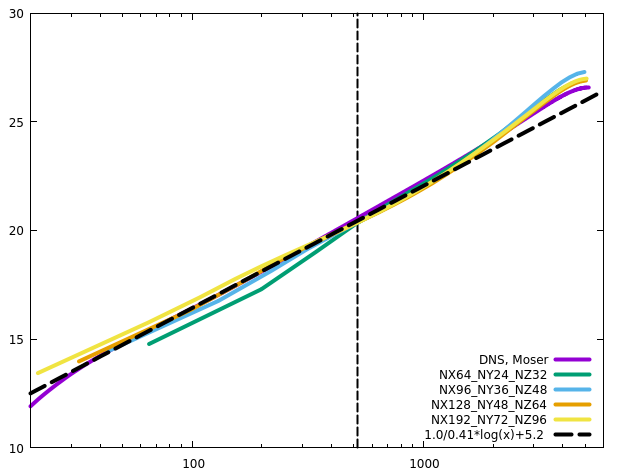 30
25
20
15
10
100
1000
DNS, Moser
NX64_NY24_NZ32
NX96_NY36_NZ48
NX128_NY48_NZ64
NX192_NY72_NZ96
1.0/0.41*log(x)+5.2